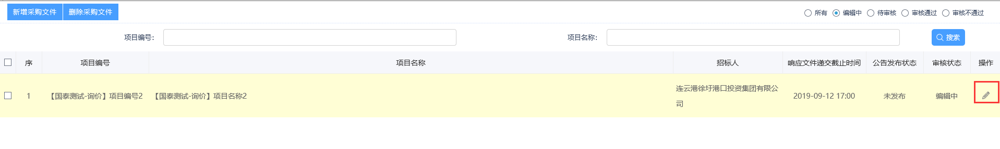 新增采购文件 删除采购文件 所有 编辑中 待审核 审核通过 审核不通过
项目编号： 项目名称： 搜索
序 项目编号 项目名称 招标人 响应文件递交截止时间 公告发布状态 审核状态 操作
1 【国泰测试-询价】项目编号2 【国泰测试-询价】项目名称2 连云港徐圩港口投资集团有限公 2019-09-12 17:00 未发布 编辑中
司